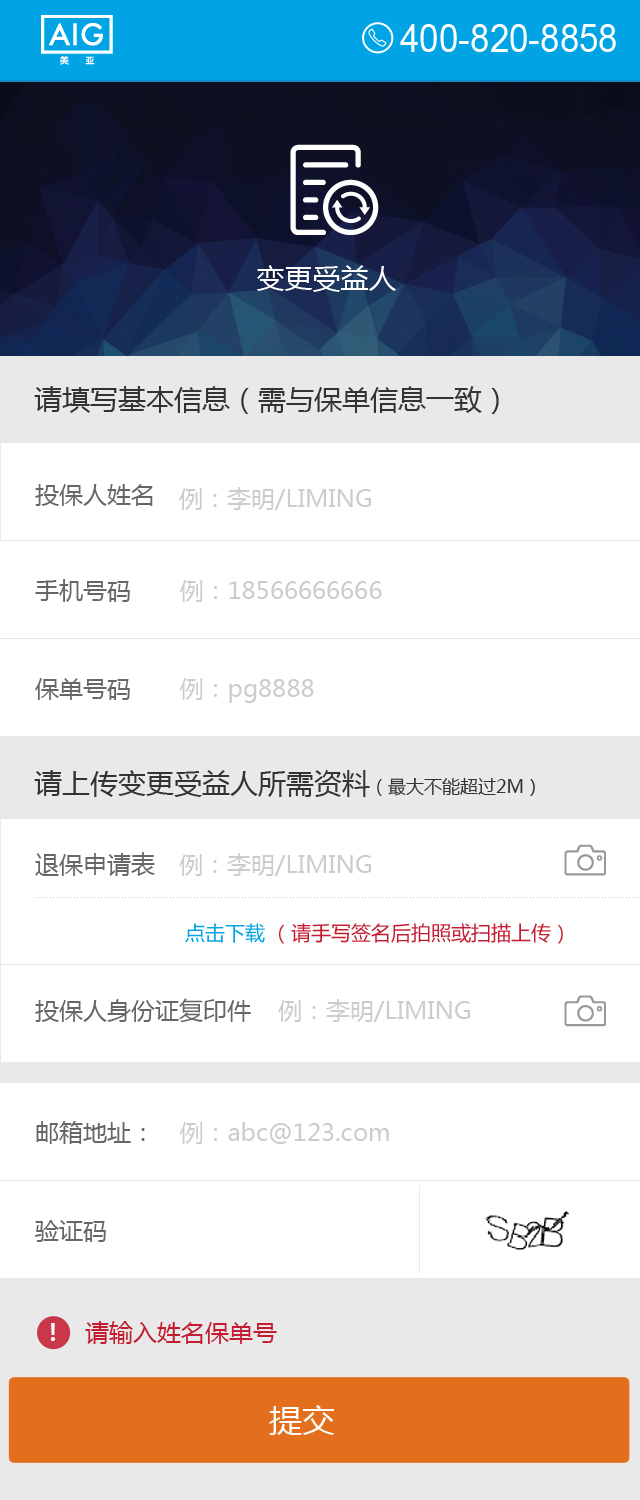 AIG
美亚
400-820-8858
变更受益人
请填写基本信息（需与保单信息一致）
投保人姓名 例：李明/LIMING
手机号码 例：18566666666
保单号码 例：pg8888
请上传变更受益人所需资料（最大不能超过2M）
退保申请表 例：李明/LIMING
点击下载（请手写签名后拍照或扫描上传）
投保人身份证复印件 例：李明/LIMING
邮箱地址： 例：abc@123.com
验证码 SB2B
! 请输入姓名保单号
提交